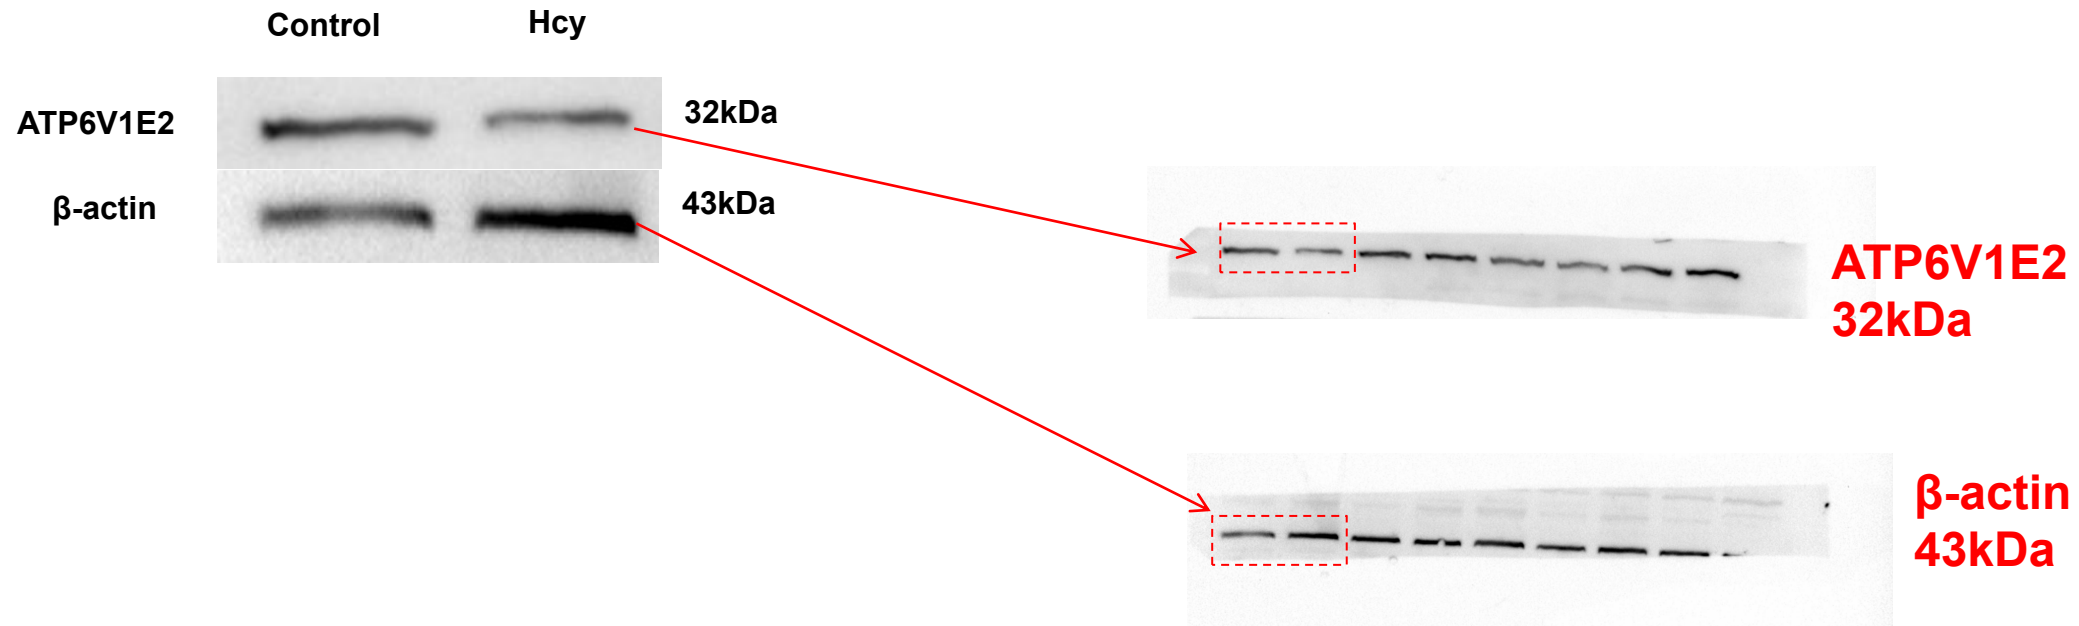 Control Hcy
ATP6V1E2 32kDa
β-actin 43kDa
ATP6V1E2
32kDa
β-actin
43kDa